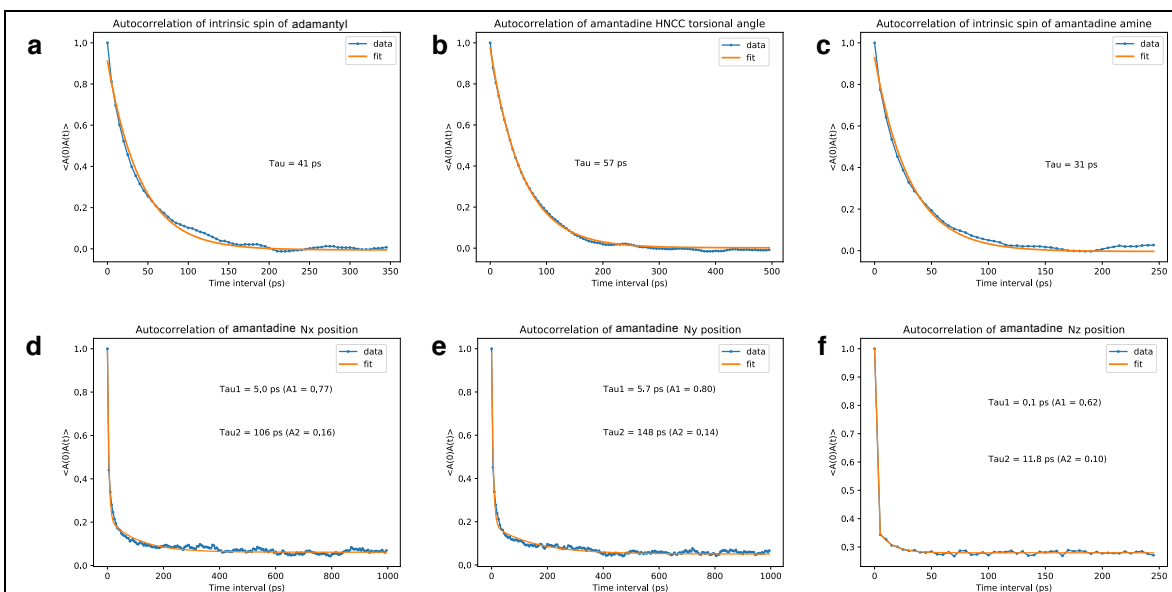 a
Autocorrelation of intrinsic spin of adamantyl
1.0
0.8
0.6
0.4
0.2
0.0
<A(0)A(t)>
data
fit
Tau = 41 ps
0 50 100 150 200 250 300 350
Time interval (ps)
b
Autocorrelation of amantadine HNCC torsional angle
1.0
0.8
0.6
0.4
0.2
0.0
<A(0)A(t)>
data
fit
Tau = 57 ps
0 100 200 300 400 500
Time interval (ps)
c
Autocorrelation of intrinsic spin of amantadine amine
1.0
0.8
0.6
0.4
0.2
0.0
<A(0)A(t)>
data
fit
Tau = 31 ps
0 50 100 150 200 250
Time interval (ps)
d
Autocorrelation of amantadine Nx position
1.0
0.8
0.6
0.4
0.2
0.0
<A(0)A(t)>
data
fit
Tau1 = 5.0 ps (A1 = 0.77)
Tau2 = 106 ps (A2 = 0.16)
0 200 400 600 800 1000
Time interval (ps)
e
Autocorrelation of amantadine Ny position
1.0
0.8
0.6
0.4
0.2
0.0
<A(0)A(t)>
data
fit
Tau1 = 5.7 ps (A1 = 0.80)
Tau2 = 148 ps (A2 = 0.14)
0 200 400 600 800 1000
Time interval (ps)
f
Autocorrelation of amantadine Nz position
1.0
0.9
0.8
0.7
0.6
0.5
0.4
0.3
<A(0)A(t)>
data
fit
Tau1 = 0.1 ps (A1 = 0.62)
Tau2 = 11.8 ps (A2 = 0.10)
0 50 100 150 200 250
Time interval (ps)